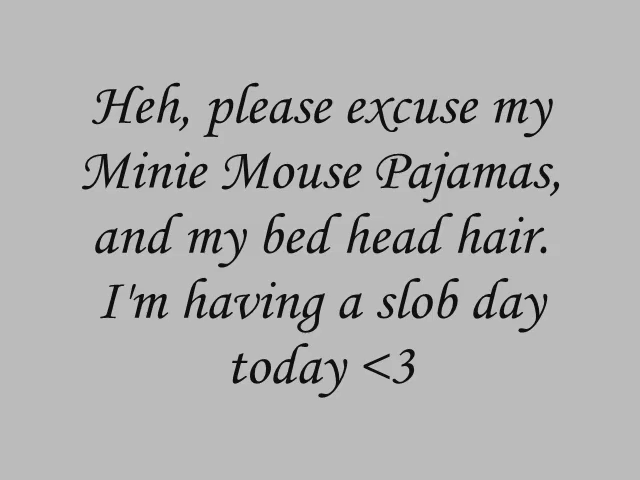 Heh, please excuse my
Minie Mouse Pajamas,
and my bed head hair.
I'm having a slob day
today <3